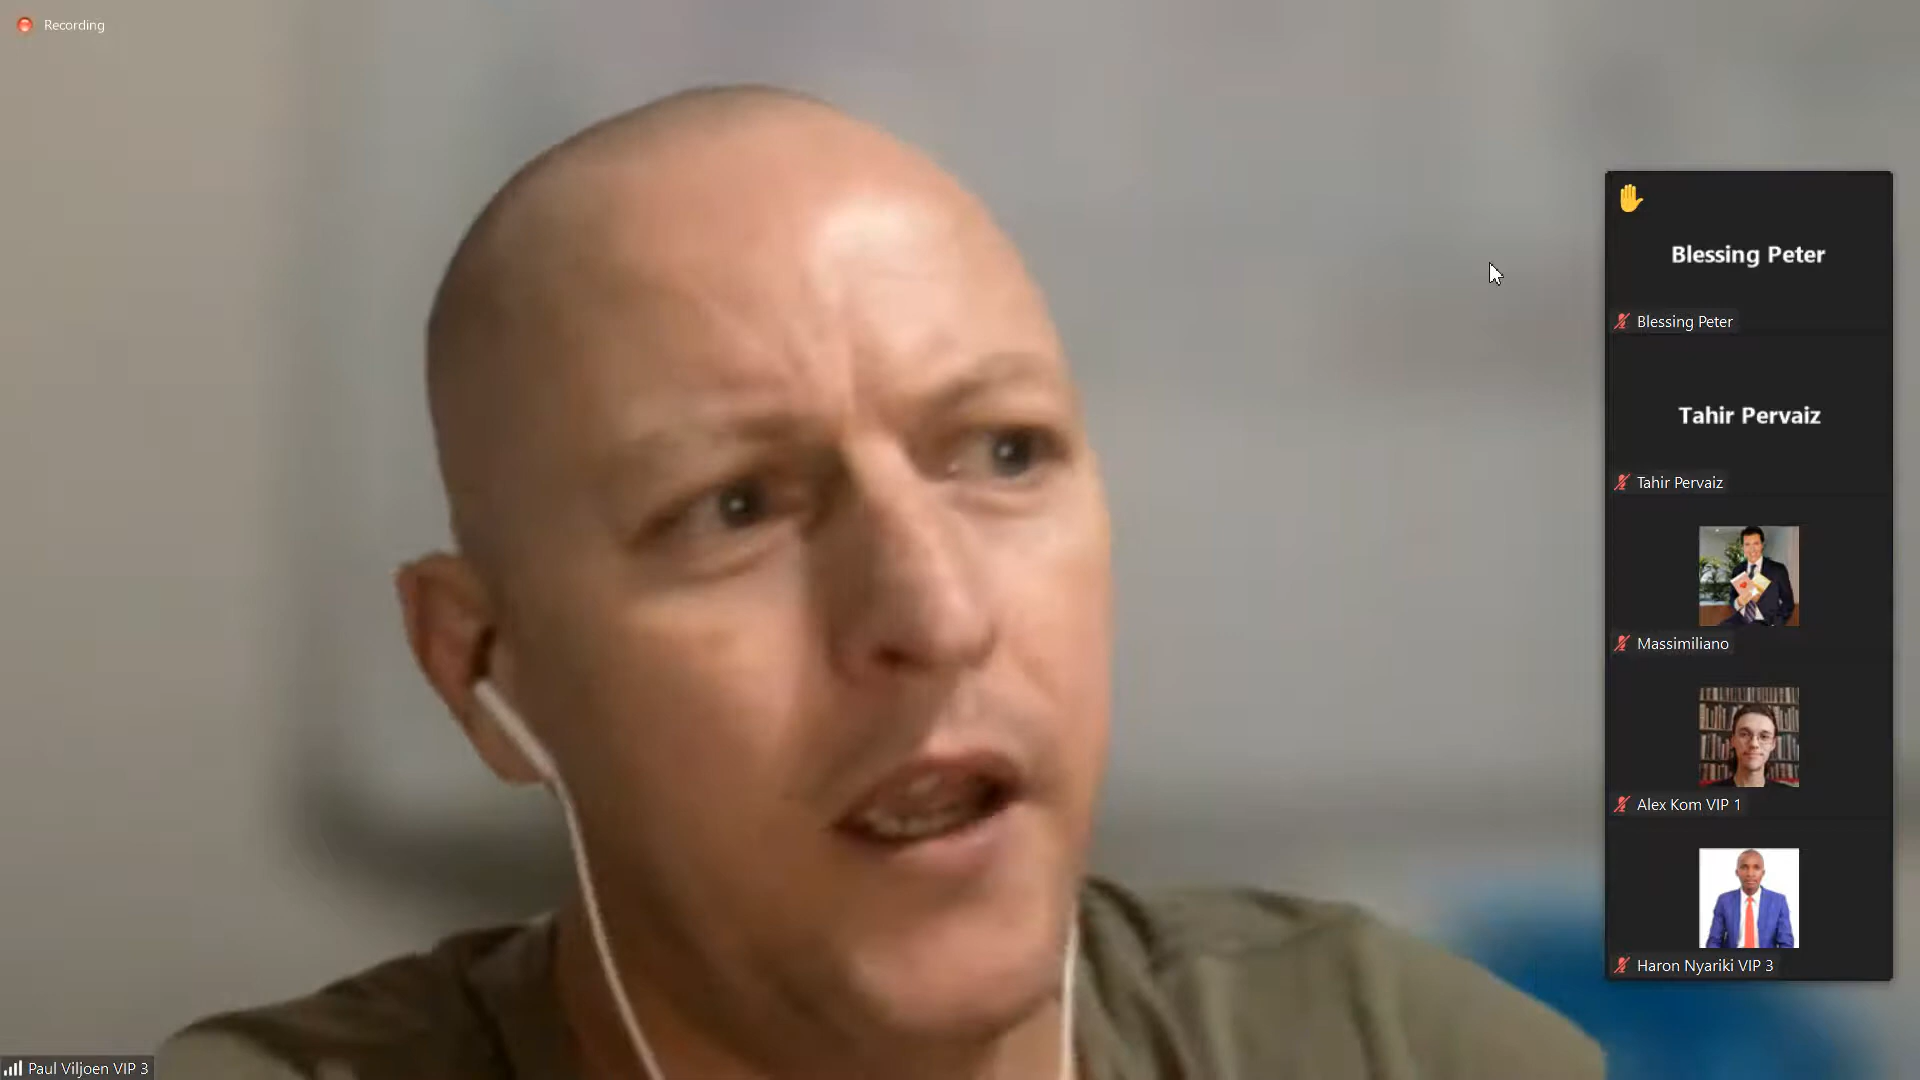 Recording
Blessing Peter
Blessing Peter
Tahir Pervaiz
Tahir Pervaiz
Massimiliano
Alex Kom VIP 1
Haron Nyariki VIP 3
Paul Viljoen VIP 3